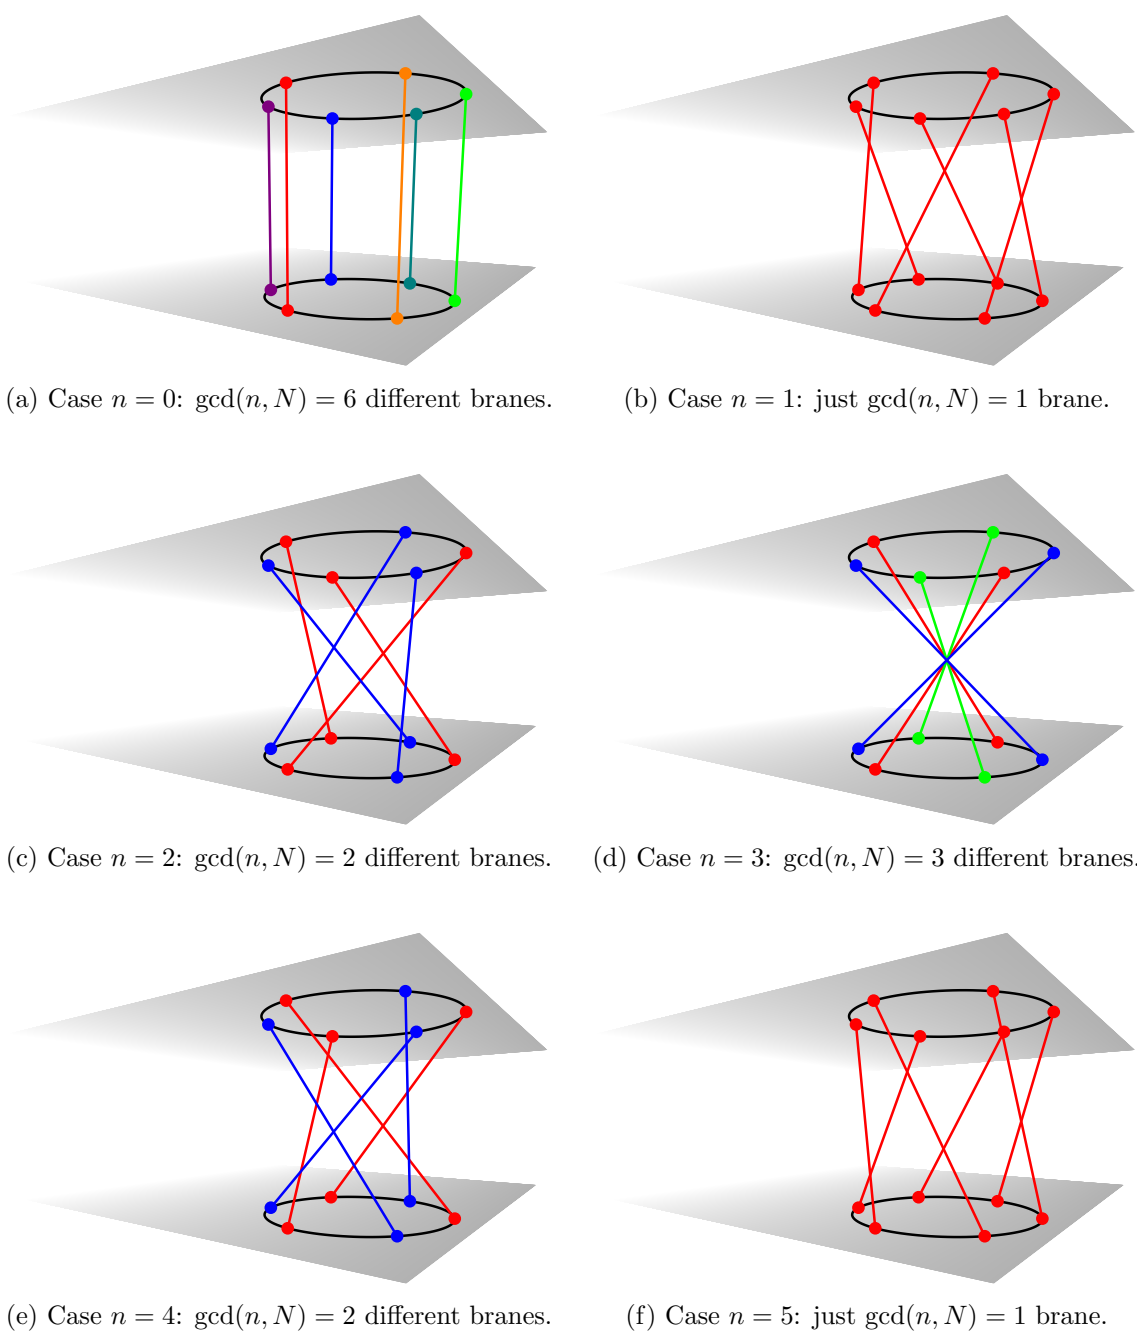 (a) Case n = 0: gcd(n, N) = 6 different branes.
(b) Case n = 1: just gcd(n, N) = 1 brane.
(c) Case n = 2: gcd(n, N) = 2 different branes.
(d) Case n = 3: gcd(n, N) = 3 different branes.
(e) Case n = 4: gcd(n, N) = 2 different branes.
(f) Case n = 5: just gcd(n, N) = 1 brane.